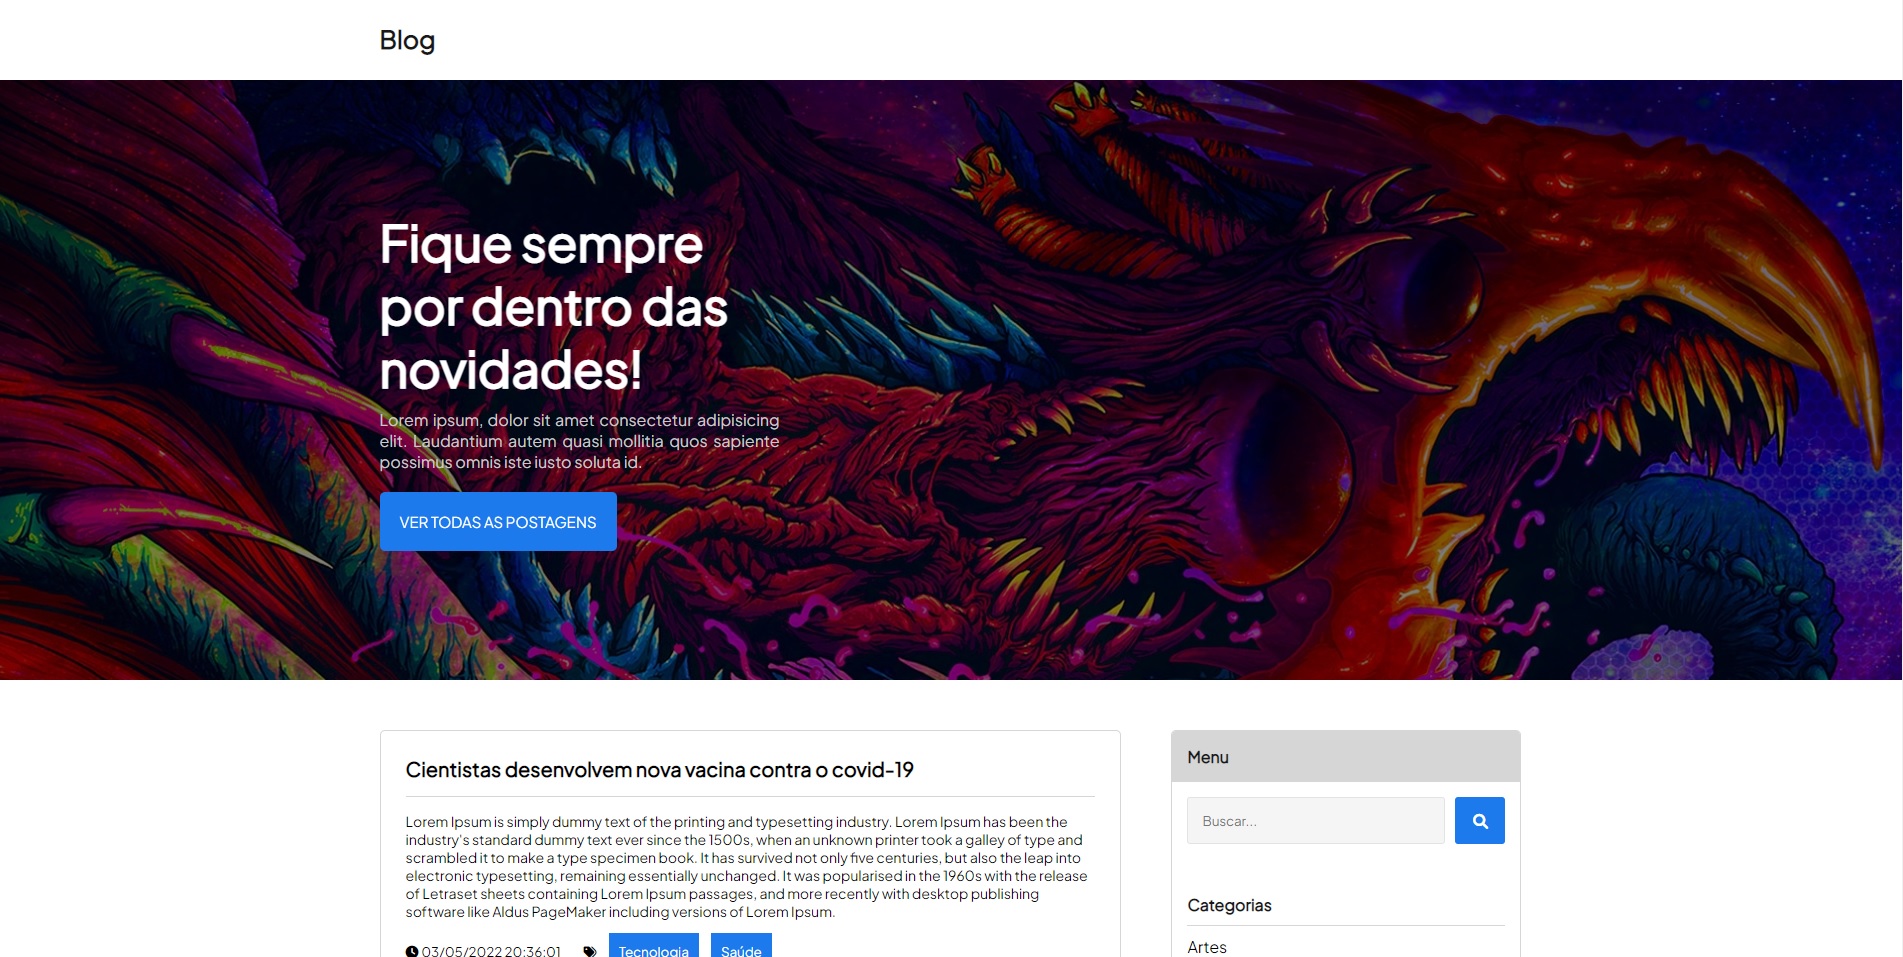 Blog
Fique sempre
por dentro das
novidades!
Lorem ipsum, dolor sit amet consectetur adipisicing
elit. Laudantium autem quasi mollitia quos sapiente
possimus omnis iste iusto soluta id.
VER TODAS AS POSTAGENS
Cientistas desenvolvem nova vacina contra o covid-19
Lorem Ipsum is simply dummy text of the printing and typesetting industry. Lorem Ipsum has been the
industry's standard dummy text ever since the 1500s, when an unknown printer took a galley of type and
scrambled it to make a type specimen book. It has survived not only five centuries, but also the leap into
electronic typesetting, remaining essentially unchanged. It was popularised in the 1960s with the release
of Letraset sheets containing Lorem Ipsum passages, and more recently with desktop publishing
software like Aldus PageMaker including versions of Lorem Ipsum.
03/05/2022 20:36:01 Tecnologia Saúde
Menu
Buscar...
Categorias
Artes